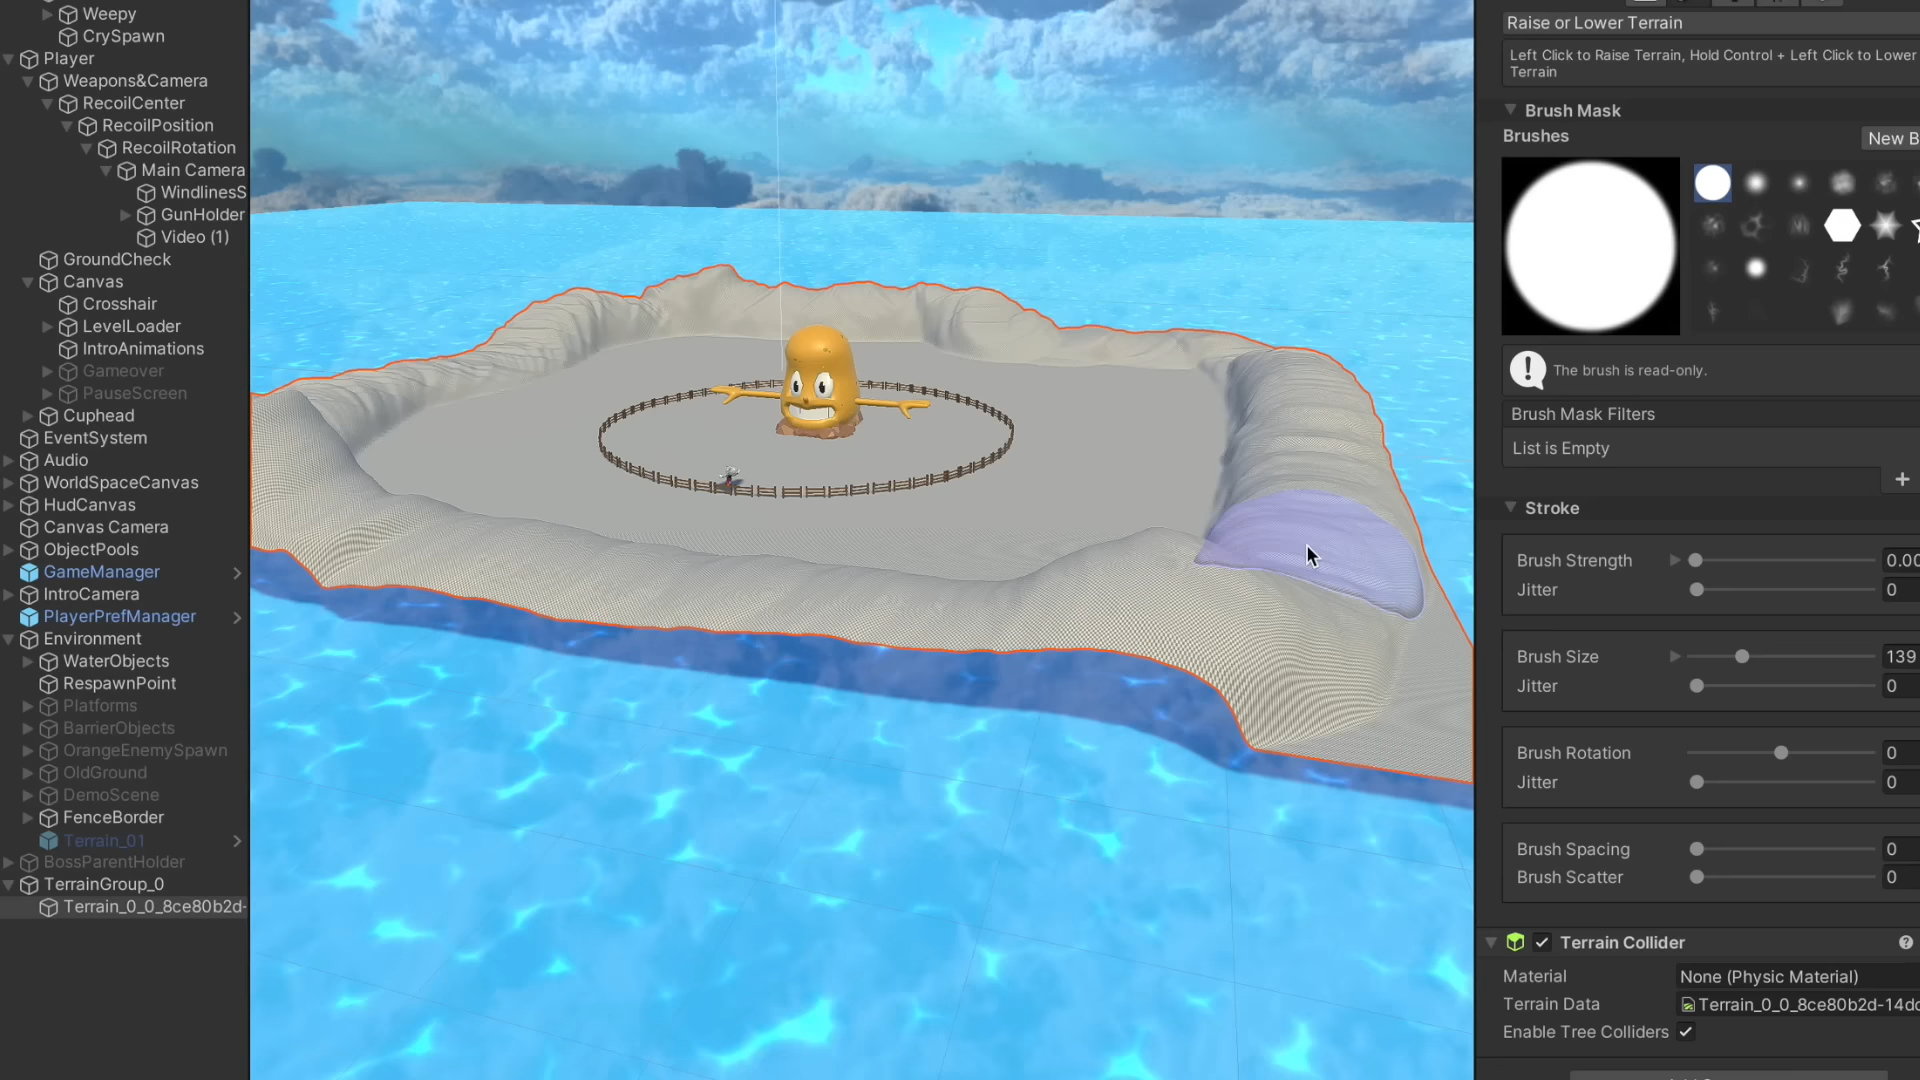 Weepy
CrySpawn
Player
Weapons&Camera
RecoilCenter
RecoilPosition
RecoilRotation
Main Camera
WindlinesS
GunHolder
Video (1)
GroundCheck
Canvas
Crosshair
LevelLoader
IntroAnimations
Gameover
PauseScreen
Cuphead
EventSystem
Audio
WorldSpaceCanvas
HudCanvas
Canvas Camera
ObjectPools
GameManager
IntroCamera
PlayerPrefManager
Environment
WaterObjects
RespawnPoint
Platforms
BarrierObjects
OrangeEnemySpawn
OldGround
DemoScene
FenceBorder
Terrain_01
BossParentHolder
TerrainGroup_0
Terrain_0_0_8ce80b2d-
Raise or Lower Terrain
Left Click to Raise Terrain, Hold Control + Left Click to Lower
Terrain
Brush Mask
Brushes
New B
The brush is read-only.
Brush Mask Filters
List is Empty
Stroke
Brush Strength 0.00
Jitter 0
Brush Size 139
Jitter 0
Brush Rotation 0
Jitter 0
Brush Spacing 0
Brush Scatter 0
Terrain Collider
Material None (Physic Material)
Terrain Data Terrain_0_0_8ce80b2d-14dc
Enable Tree Colliders